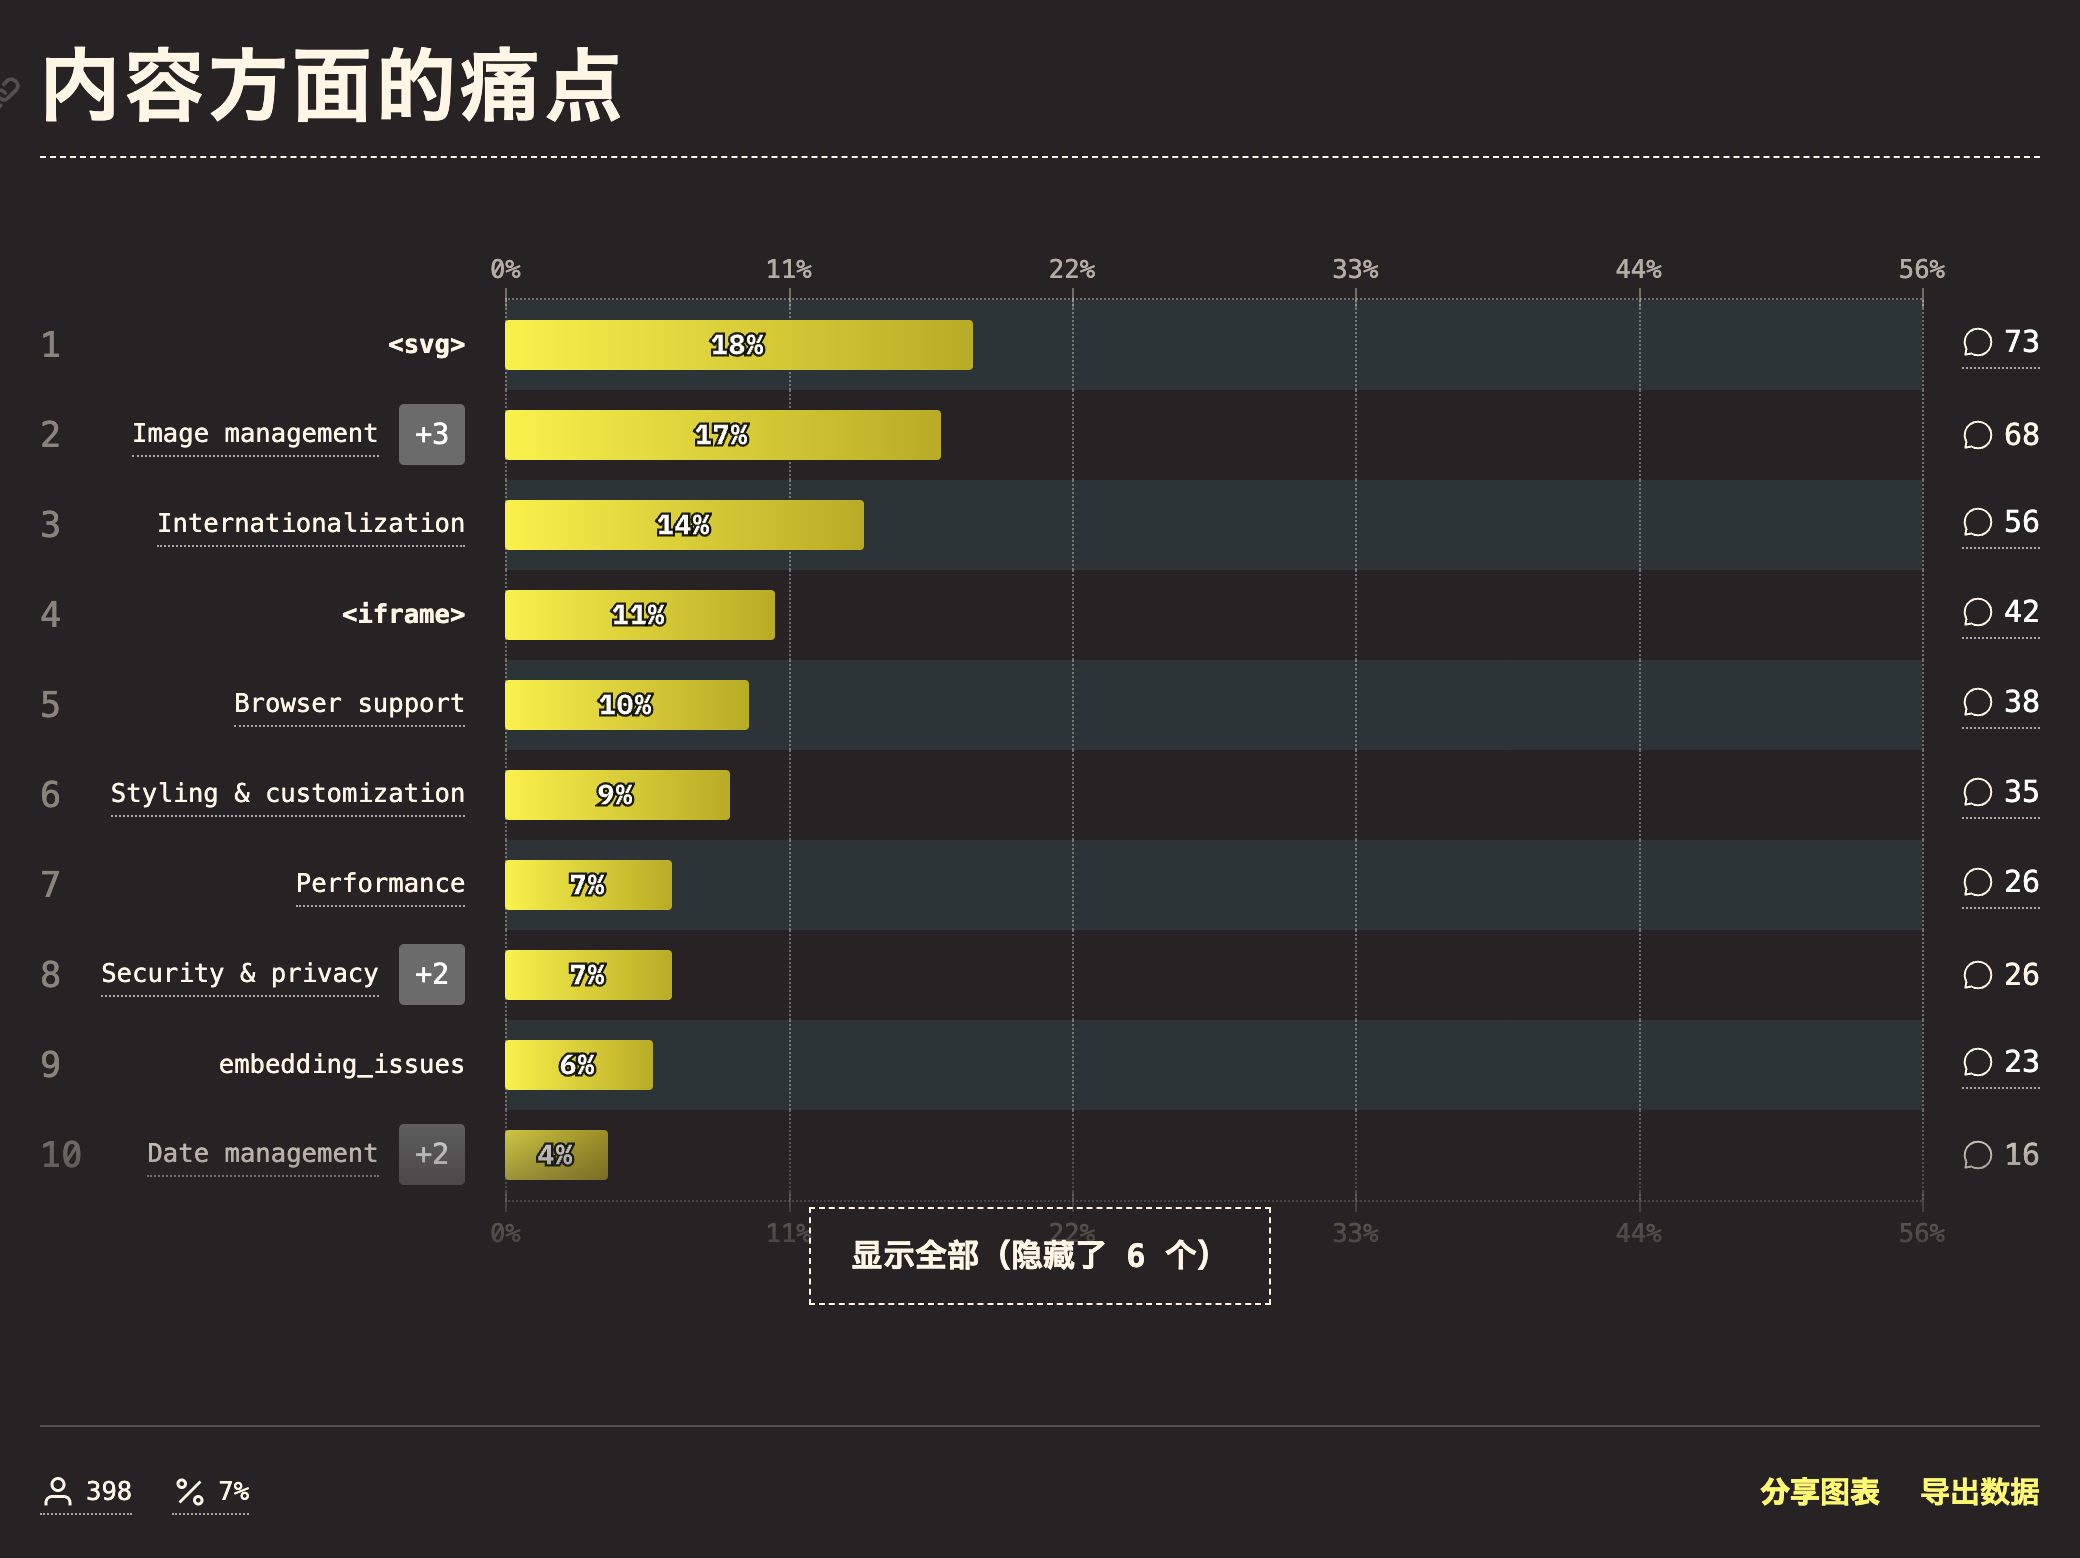 内容方面的痛点
0% 11% 22% 33% 44% 56%
1 <svg> 18% 73
2 Image management +3 17% 68
3 Internationalization 14% 56
4 <iframe> 11% 42
5 Browser support 10% 38
6 Styling & customization 9% 35
7 Performance 7% 26
8 Security & privacy +2 7% 26
9 embedding_issues 6% 23
10 Date management +2 4% 16
0% 11% 22% 33% 44% 56%
显示全部（隐藏了 6 个）
398 7% 分享图表 导出数据